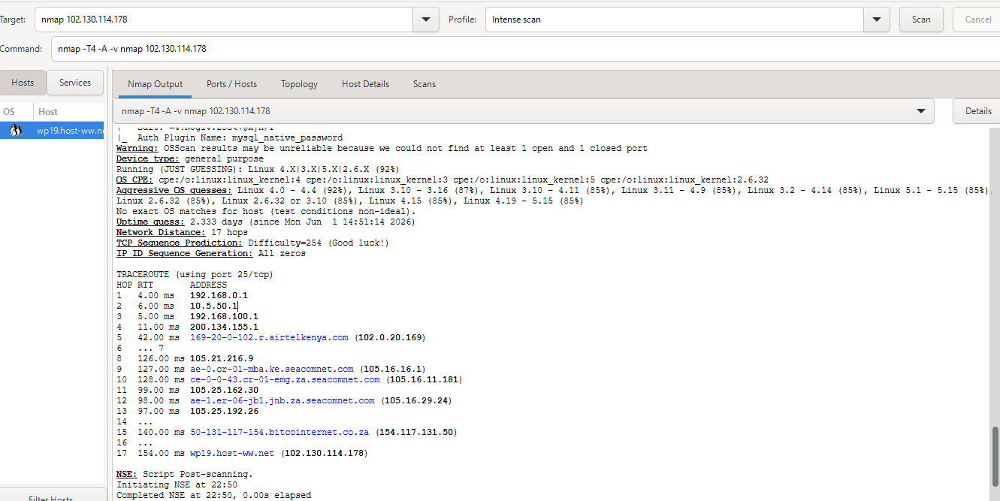 Target: nmap 102.130.114.178 Profile: Intense scan Scan Cancel
Command: nmap -T4 -A -v nmap 102.130.114.178
Hosts Services Nmap Output Ports / Hosts Topology Host Details Scans
OS Host
nmap -T4 -A -v nmap 102.130.114.178 Details
wp19.host-ww.n
|_ Auth Plugin Name: mysql_native_password
Warning: OSScan results may be unreliable because we could not find at least 1 open and 1 closed port
Device type: general purpose
Running (JUST GUESSING): Linux 4.X|3.X|5.X|2.6.X (92%)
OS CPE: cpe:/o:linux:linux_kernel:4 cpe:/o:linux:linux_kernel:3 cpe:/o:linux:linux_kernel:5 cpe:/o:linux:linux_kernel:2.6.32
Aggressive OS guesses: Linux 4.0 - 4.4 (92%), Linux 3.10 - 3.16 (87%), Linux 3.10 - 4.11 (85%), Linux 3.11 - 4.9 (85%), Linux 3.2 - 4.14 (85%), Linux 5.1 - 5.15 (85%),
Linux 2.6.32 (85%), Linux 2.6.32 or 3.10 (85%), Linux 4.15 (85%), Linux 4.19 - 5.15 (85%)
No exact OS matches for host (test conditions non-ideal).
Uptime guess: 2.333 days (since Mon Jun 1 14:51:14 2026)
Network Distance: 17 hops
TCP Sequence Prediction: Difficulty=254 (Good luck!)
IP ID Sequence Generation: All zeros
TRACEROUTE (using port 25/tcp)
HOP RTT ADDRESS
1 4.00 ms 192.168.0.1
2 6.00 ms 10.5.50.1
3 5.00 ms 192.168.100.1
4 11.00 ms 200.134.155.1
5 42.00 ms 169-20-0-102.r.airtelkenya.com (102.0.20.169)
6 ... 7
8 126.00 ms 105.21.216.9
9 127.00 ms ae-0.cr-01-mba.ke.seacomnet.com (105.16.16.1)
10 128.00 ms ce-0-0-43.cr-01-emg.za.seacomnet.com (105.16.11.181)
11 99.00 ms 105.25.162.30
12 98.00 ms ae-1.er-06-jb1.jnb.za.seacomnet.com (105.16.29.24)
13 97.00 ms 105.25.192.26
14 ...
15 140.00 ms 50-131-117-154.bitcointernet.co.za (154.117.131.50)
16 ...
17 154.00 ms wp19.host-ww.net (102.130.114.178)
NSE: Script Post-scanning.
Initiating NSE at 22:50
Completed NSE at 22:50, 0.00s elapsed
Filter Hosts